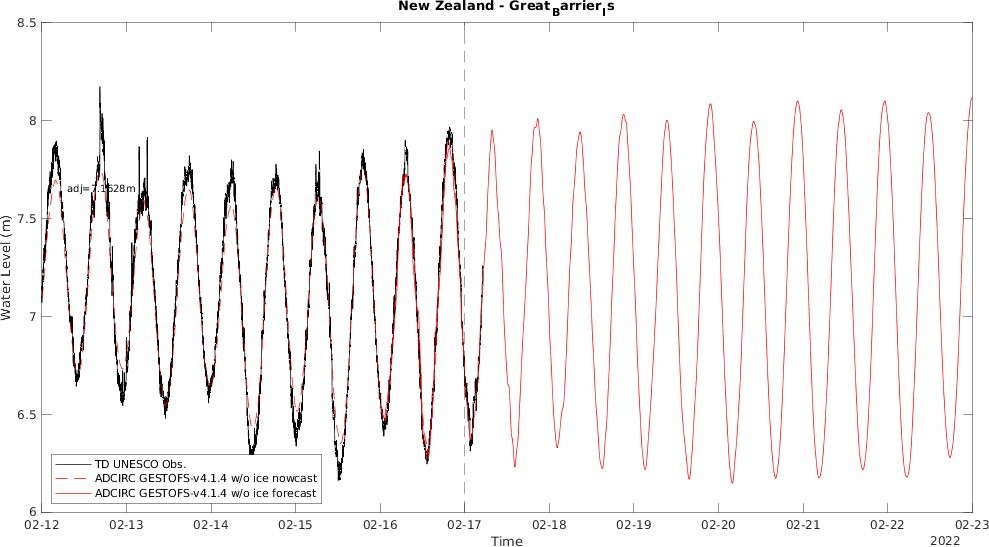 New Zealand - Great_Barrier_Is
8.5
8
7.5
7
6.5
6
Water Level (m)
adj=7.1628m
TD UNESCO Obs.
ADCIRC GESTOFS-v4.1.4 w/o ice nowcast
ADCIRC GESTOFS-v4.1.4 w/o ice forecast
02-12 02-13 02-14 02-15 02-16 02-17 02-18 02-19 02-20 02-21 02-22 02-23
Time
2022